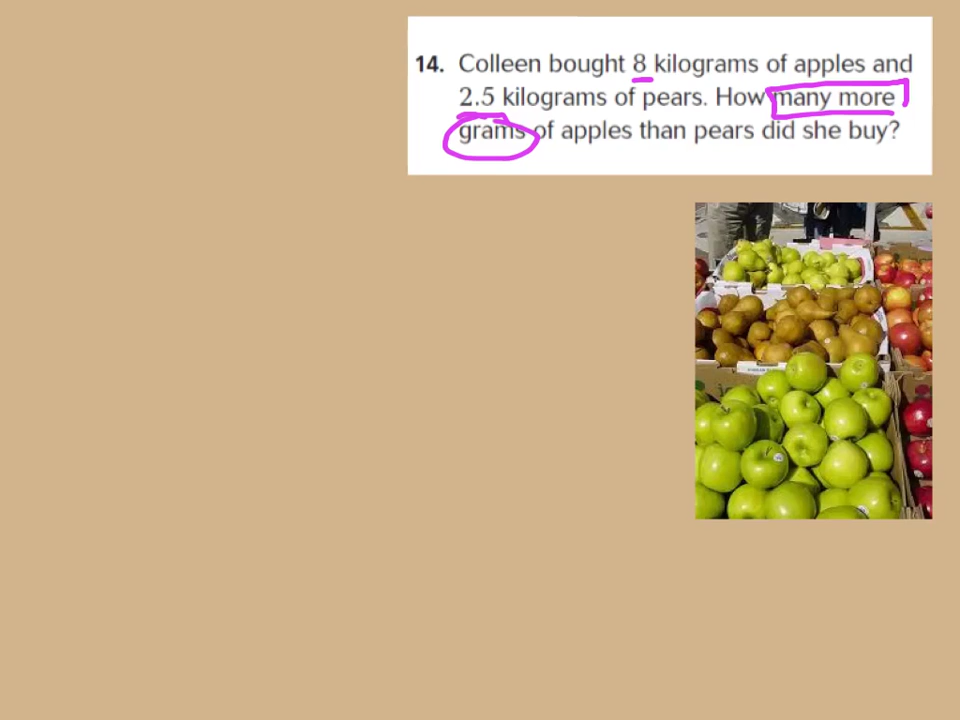 14. Colleen bought 8 kilograms of apples and
2.5 kilograms of pears. How many more
grams of apples than pears did she buy?